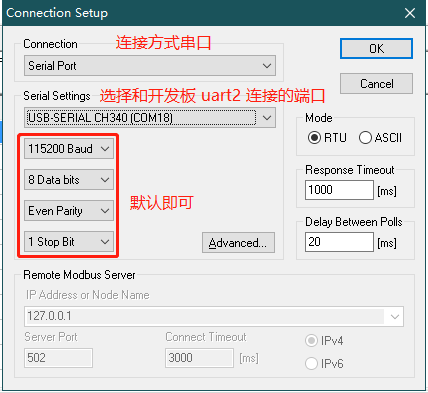 Connection Setup
Connection
连接方式串口
Serial Port
OK
Cancel
Serial Settings
选择和开发板 uart2 连接的端口
USB-SERIAL CH340 (COM18)
115200 Baud
8 Data bits
Even Parity
1 Stop Bit
默认即可
Advanced...
Mode
RTU
ASCII
Response Timeout
1000
[ms]
Delay Between Polls
20
[ms]
Remote Modbus Server
IP Address or Node Name
127.0.0.1
Server Port
Connect Timeout
502
3000
[ms]
IPv4
IPv6